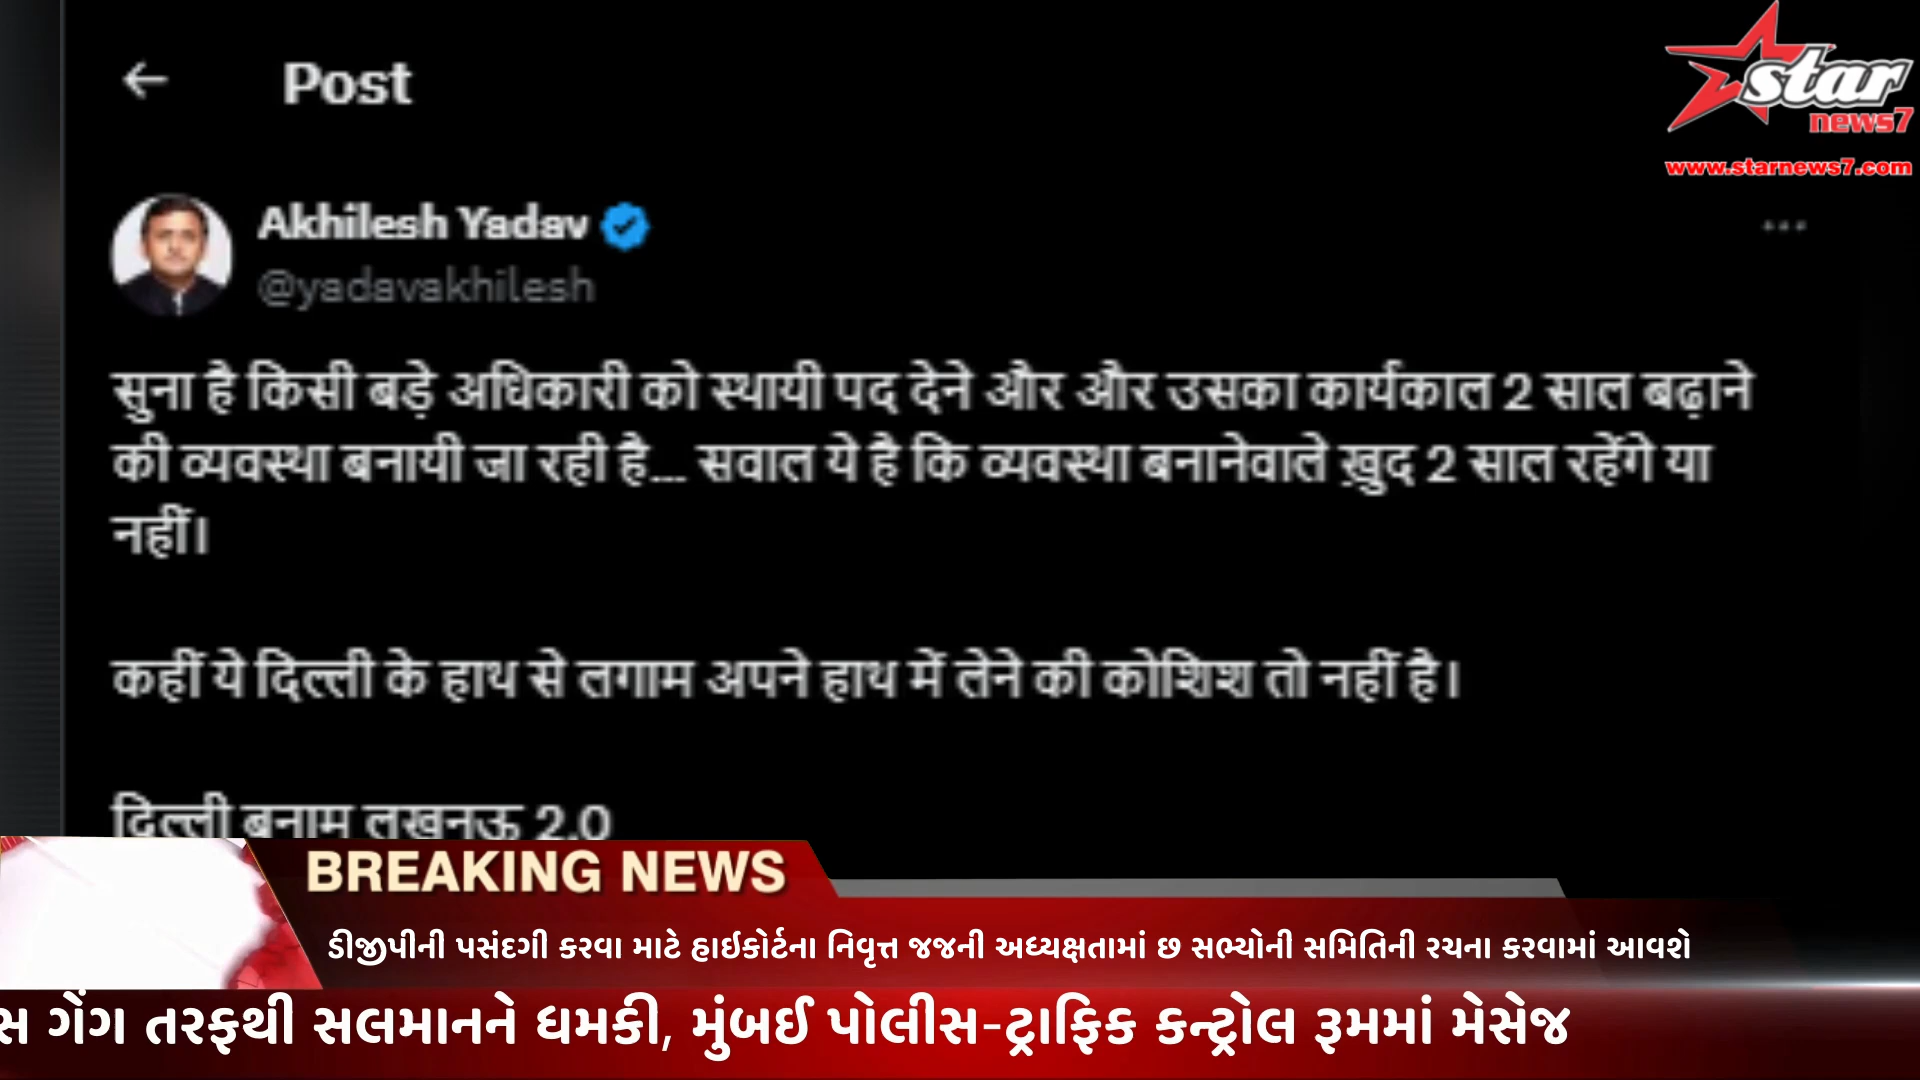 Post
star
news7
www.starnews7.com
Akhilesh Yadav
@yadavakhilesh
सुना है किसी बड़े अधिकारी को स्थायी पद देने और और उसका कार्यकाल 2 साल बढ़ाने
की व्यवस्था बनायी जा रही है... सवाल ये है कि व्यवस्था बनानेवाले ख़ुद 2 साल रहेंगे या
नहीं।
कहीं ये दिल्ली के हाथ से लगाम अपने हाथ में लेने की कोशिश तो नहीं है।
दिल्ली बनाम लखनऊ 2.0
BREAKING NEWS
ડીજીપીની પસંદગી કરવા માટે હાઇકોર્ટના નિવૃત્ત જજની અધ્યક્ષતામાં છ સભ્યોની સમિતિની રચના કરવામાં આવશે
સ ગેંગ તરફથી સલમાનને ધમકી, મુંબઈ પોલીસ-ટ્રાફિક કન્ટ્રોલ રૂમમાં મેસેજ